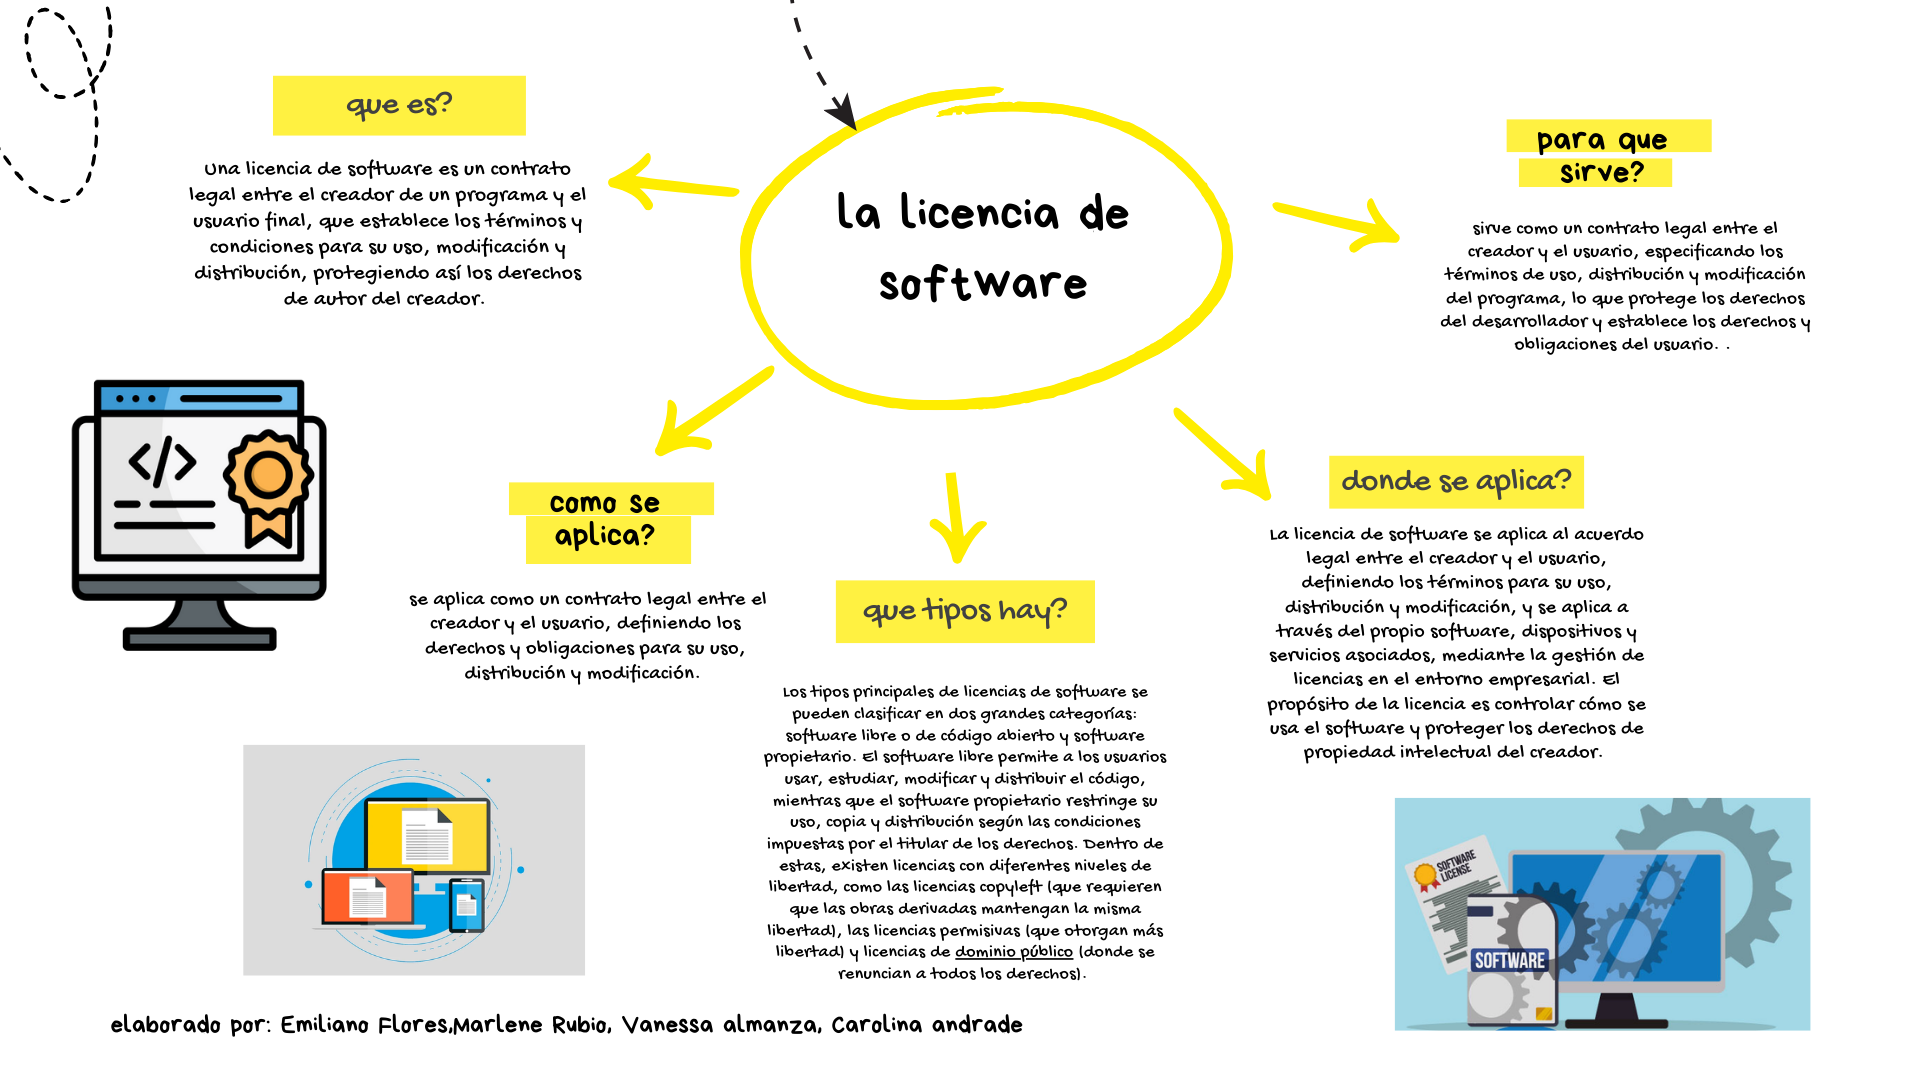 la licencia de
software
que es?
Una licencia de software es un contrato
legal entre el creador de un programa y el
usuario final, que establece los términos y
condiciones para su uso, modificación y
distribución, protegiendo así los derechos
de autor del creador.
para que
sirve?
sirve como un contrato legal entre el
creador y el usuario, especificando los
términos de uso, distribución y modificación
del programa, lo que protege los derechos
del desarrollador y establece los derechos y
obligaciones del usuario. .
como se
aplica?
se aplica como un contrato legal entre el
creador y el usuario, definiendo los
derechos y obligaciones para su uso,
distribución y modificación.
que tipos hay?
Los tipos principales de licencias de software se
pueden clasificar en dos grandes categorías:
software libre o de código abierto y software
propietario. El software libre permite a los usuarios
usar, estudiar, modificar y distribuir el código,
mientras que el software propietario restringe su
uso, copia y distribución según las condiciones
impuestas por el titular de los derechos. Dentro de
estas, existen licencias con diferentes niveles de
libertad, como las licencias copyleft (que requieren
que las obras derivadas mantengan la misma
libertad), las licencias permisivas (que otorgan más
libertad) y licencias de dominio público (donde se
renuncian a todos los derechos).
donde se aplica?
La licencia de software se aplica al acuerdo
legal entre el creador y el usuario,
definiendo los términos para su uso,
distribución y modificación, y se aplica a
través del propio software, dispositivos y
servicios asociados, mediante la gestión de
licencias en el entorno empresarial. El
propósito de la licencia es controlar cómo se
usa el software y proteger los derechos de
propiedad intelectual del creador.
</>
SOFTWARE
LICENSE
SOFTWARE
elaborado por: Emiliano Flores,Marlene Rubio, Vanessa almanza, Carolina andrade